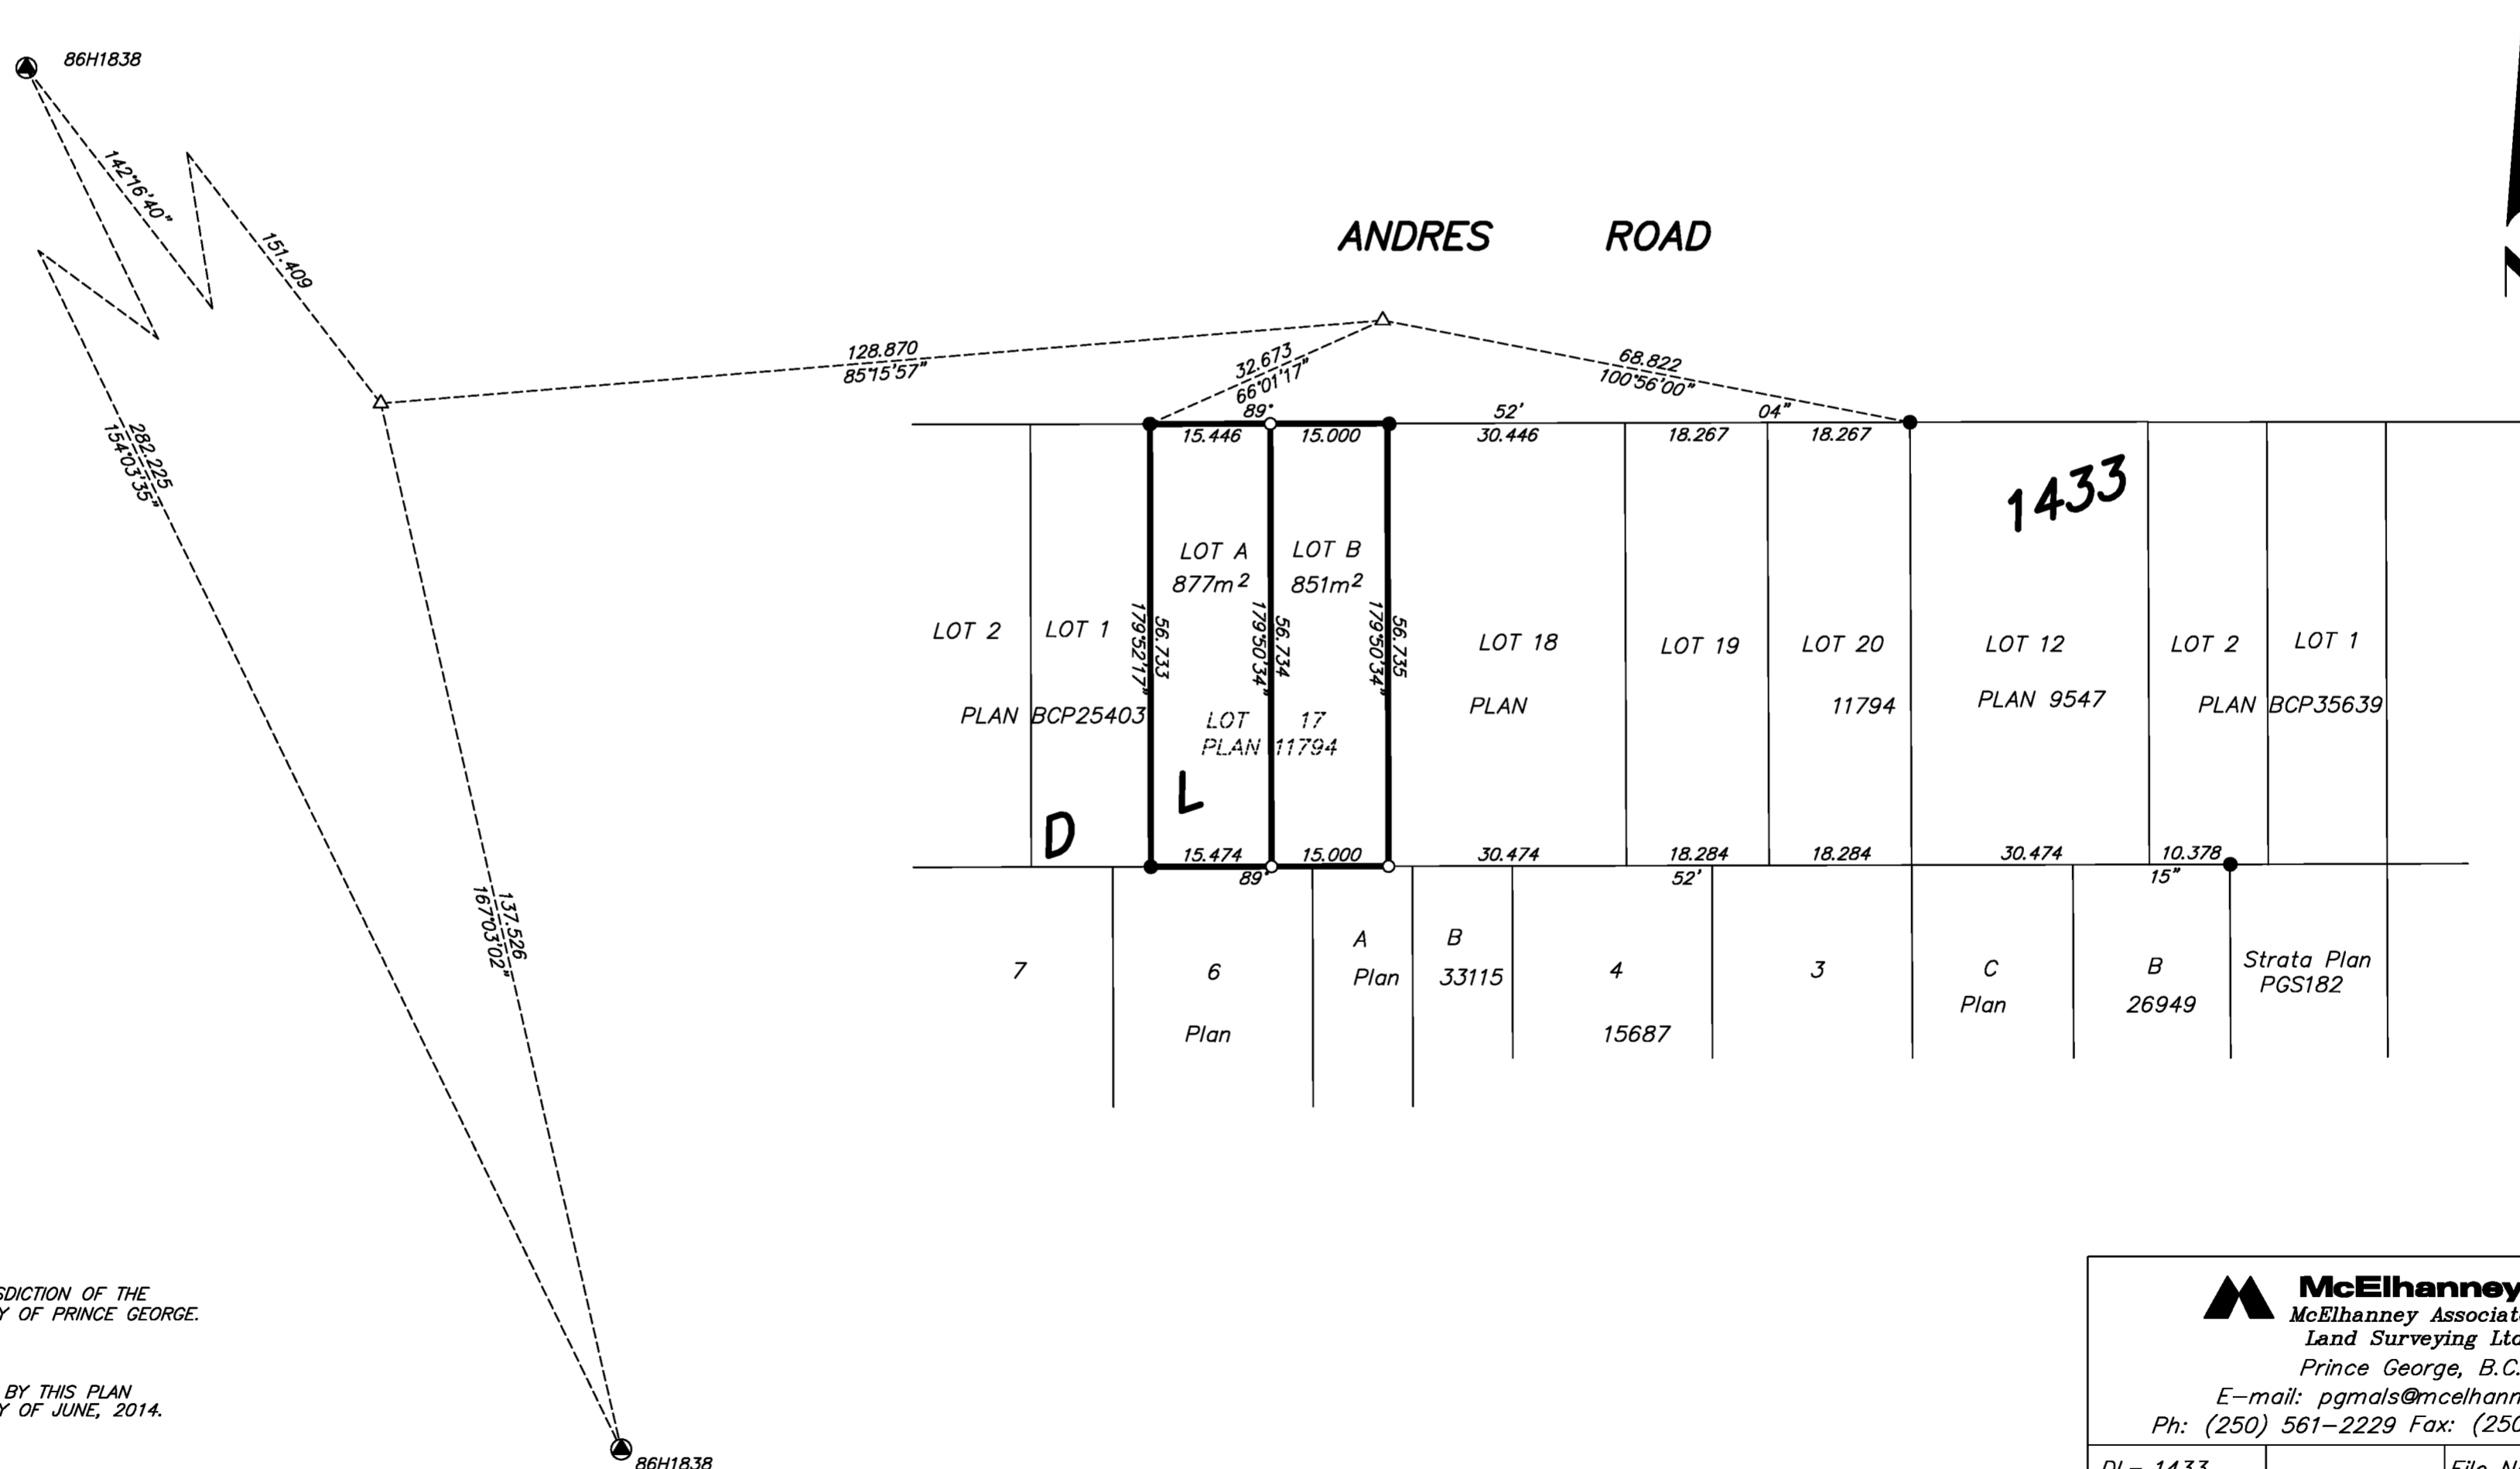 86H1838
142°16'40"
151.409
282.225
154°03'35"
ANDRES ROAD
128.870
85°15'57"
32.673
66°01'17"
68.822
100°56'00"
89° 52' 04"
15.446 15.000 30.446 18.267 18.267
1433
LOT A
877m²
LOT B
851m²
179°52'17"
56.733
179°50'34"
56.734
179°50'34"
56.735
LOT 2 LOT 1
PLAN BCP25403
LOT 17
PLAN 11794
LOT 18 LOT 19 LOT 20
PLAN 11794
LOT 12
PLAN 9547
LOT 2 LOT 1
PLAN BCP35639
D L
15.474 15.000 30.474 18.284 18.284 30.474 10.378
89° 52' 15"
137.526
167°03'02"
7 6 A B 4 3 C B
Plan 33115
Plan 15687
Plan 26949
Strata Plan
PGS182
SDICTION OF THE
Y OF PRINCE GEORGE.
BY THIS PLAN
Y OF JUNE, 2014.
86H1838
McElhanney
McElhanney Associat
Land Surveying Ltd
Prince George, B.C.
E-mail: pgmals@mcelhann
Ph: (250) 561-2229 Fax: (250
1433
File N